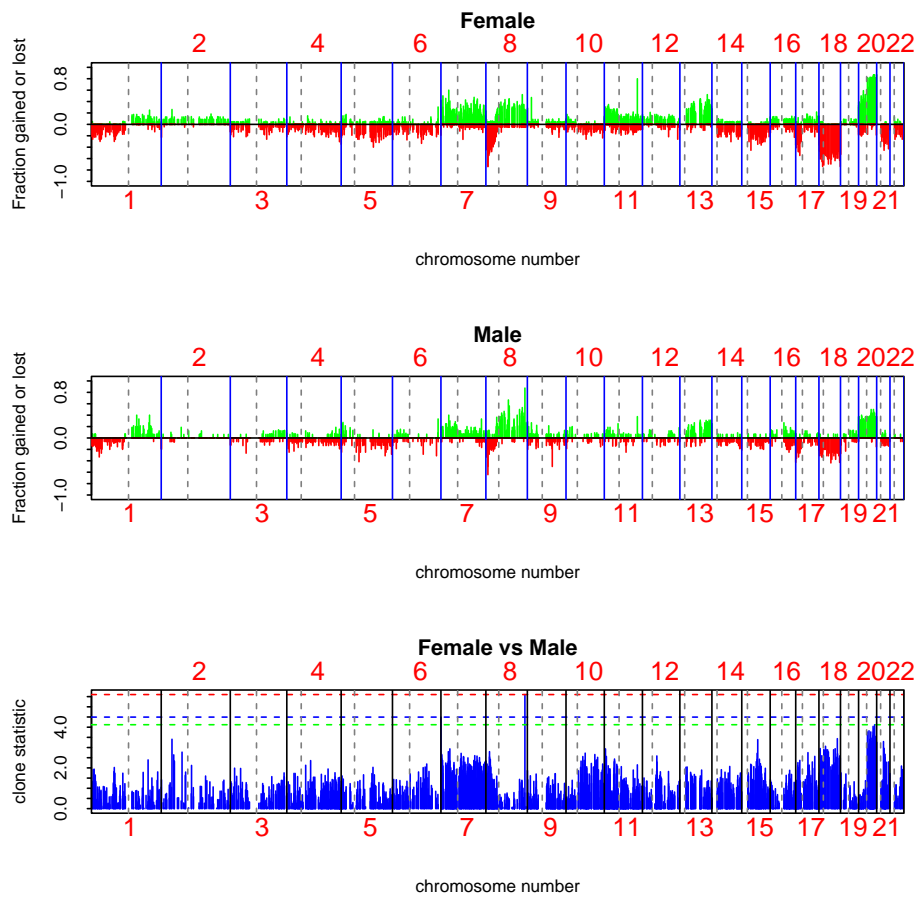 Female
2 4 6 8 10 12 14 16 18 20 22
Fraction gained or lost
0.8
0.0
−1.0
1 3 5 7 9 11 13 15 17 19 21
chromosome number
Male
2 4 6 8 10 12 14 16 18 20 22
Fraction gained or lost
0.8
0.0
−1.0
1 3 5 7 9 11 13 15 17 19 21
chromosome number
Female vs Male
2 4 6 8 10 12 14 16 18 20 22
clone statistic
4.0
2.0
0.0
1 3 5 7 9 11 13 15 17 19 21
chromosome number